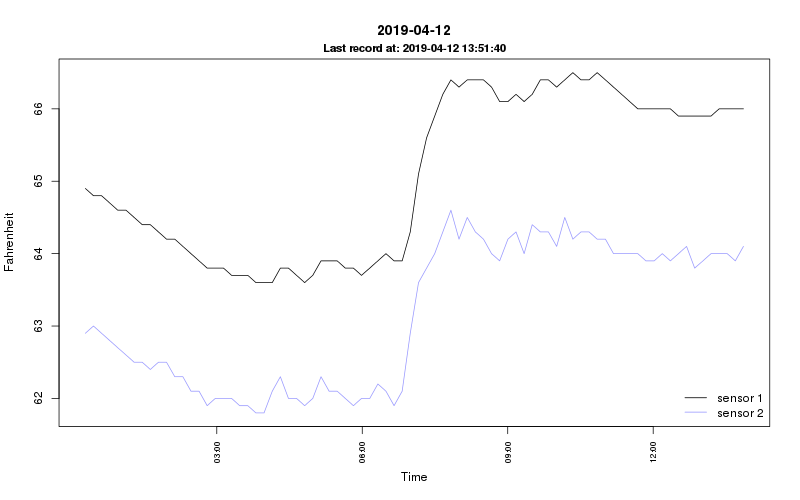 2019-04-12
Last record at: 2019-04-12 13:51:40
Fahrenheit
66
65
64
63
62
sensor 1
sensor 2
03:00
06:00
09:00
12:00
Time